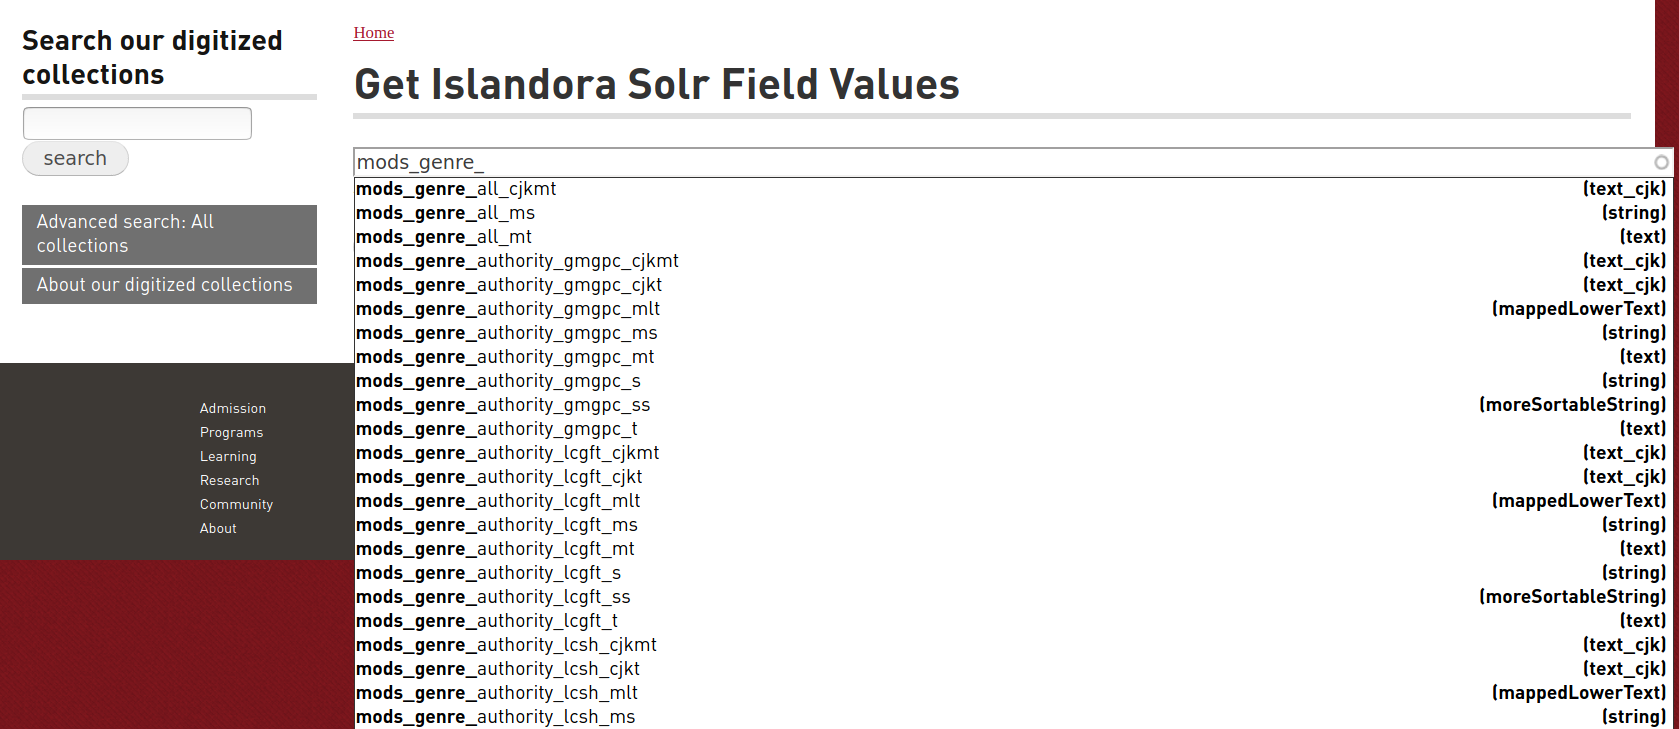 Search our digitized
collections
search
Advanced search: All
collections
About our digitized collections
Admission
Programs
Learning
Research
Community
About
Home
Get Islandora Solr Field Values
mods_genre_
mods_genre_all_cjkmt (text_cjk)
mods_genre_all_ms (string)
mods_genre_all_mt (text)
mods_genre_authority_gmgpc_cjkmt (text_cjk)
mods_genre_authority_gmgpc_cjkt (text_cjk)
mods_genre_authority_gmgpc_mlt (mappedLowerText)
mods_genre_authority_gmgpc_ms (string)
mods_genre_authority_gmgpc_mt (text)
mods_genre_authority_gmgpc_s (string)
mods_genre_authority_gmgpc_ss (moreSortableString)
mods_genre_authority_gmgpc_t (text)
mods_genre_authority_lcgft_cjkmt (text_cjk)
mods_genre_authority_lcgft_cjkt (text_cjk)
mods_genre_authority_lcgft_mlt (mappedLowerText)
mods_genre_authority_lcgft_ms (string)
mods_genre_authority_lcgft_mt (text)
mods_genre_authority_lcgft_s (string)
mods_genre_authority_lcgft_ss (moreSortableString)
mods_genre_authority_lcgft_t (text)
mods_genre_authority_lcsh_cjkmt (text_cjk)
mods_genre_authority_lcsh_cjkt (text_cjk)
mods_genre_authority_lcsh_mlt (mappedLowerText)
mods_genre_authority_lcsh_ms (string)